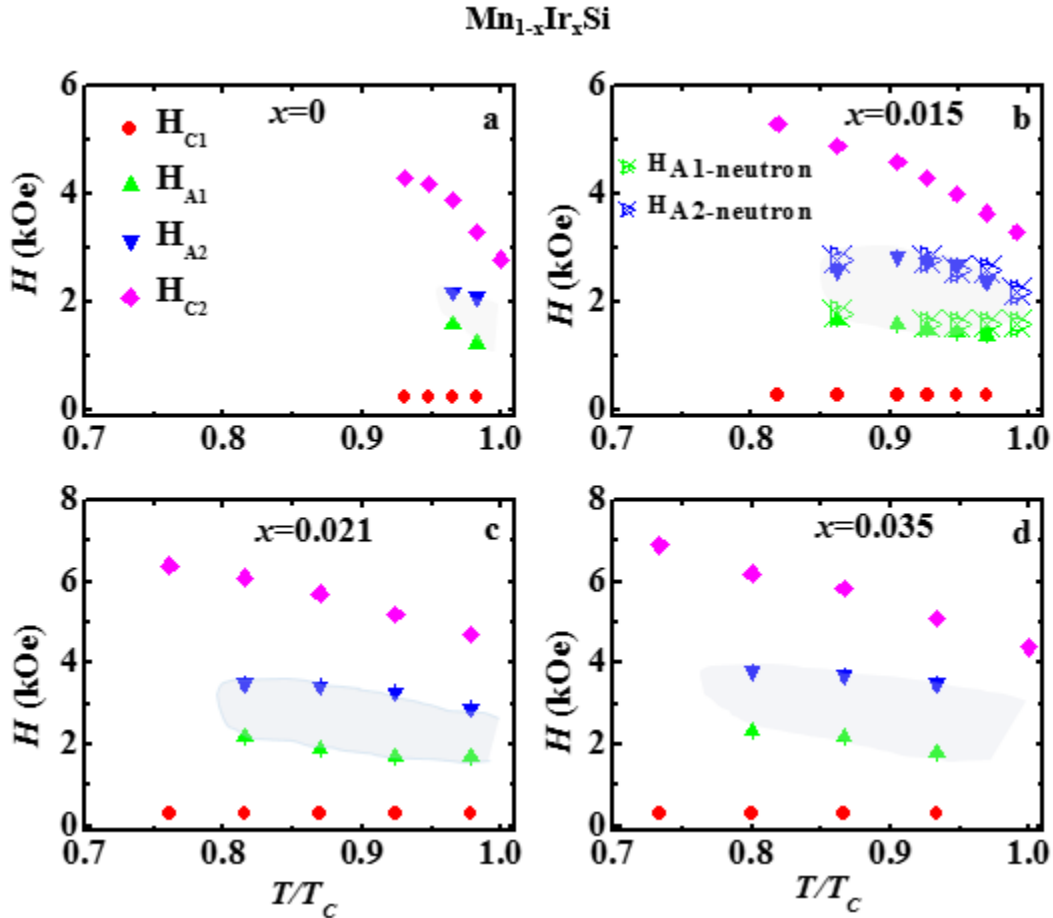 Mn1-xIrxSi
x=0
a
HC1
HA1
HA2
HC2
H (kOe)
6
4
2
0
0.7
0.8
0.9
1.0
x=0.015
b
HA1-neutron
HA2-neutron
H (kOe)
6
4
2
0
0.7
0.8
0.9
1.0
x=0.021
c
H (kOe)
8
6
4
2
0
0.7
0.8
0.9
1.0
T/TC
x=0.035
d
H (kOe)
8
6
4
2
0
0.7
0.8
0.9
1.0
T/TC